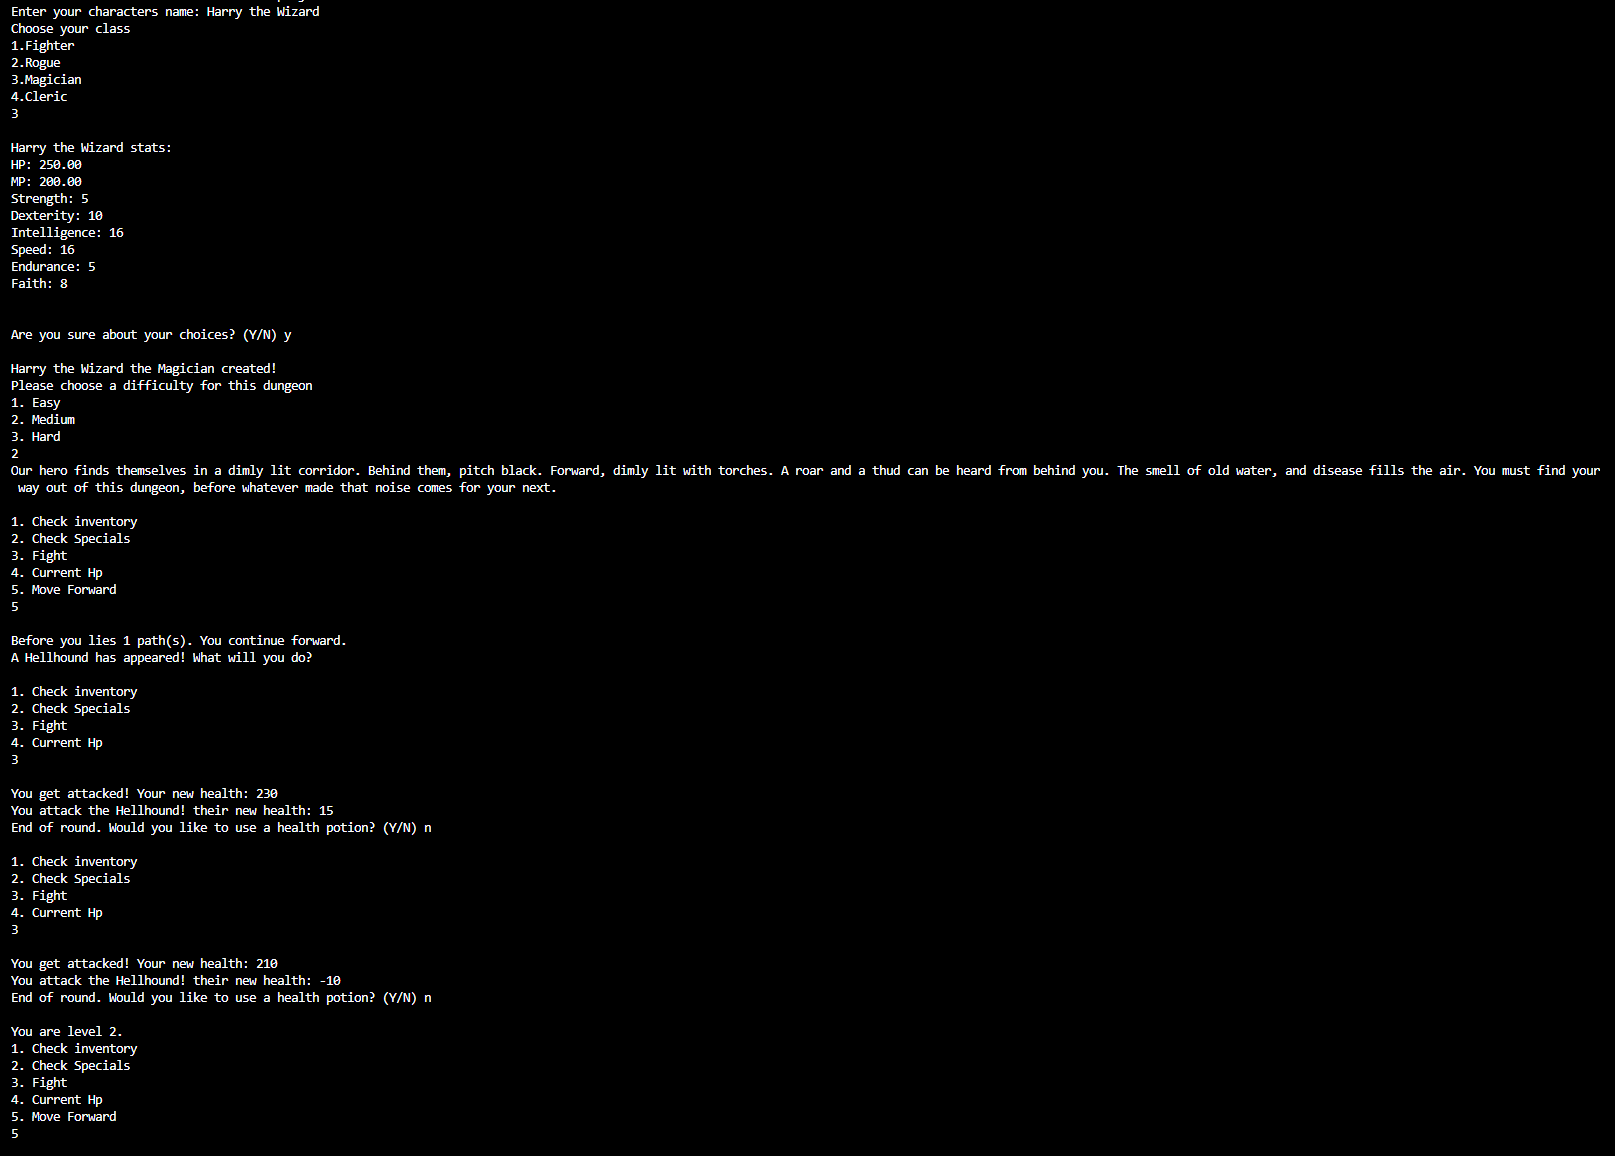 Enter your characters name: Harry the Wizard
Choose your class
1.Fighter
2.Rogue
3.Magician
4.Cleric
3
Harry the Wizard stats:
HP: 250.00
MP: 200.00
Strength: 5
Dexterity: 10
Intelligence: 16
Speed: 16
Endurance: 5
Faith: 8
Are you sure about your choices? (Y/N) y
Harry the Wizard the Magician created!
Please choose a difficulty for this dungeon
1. Easy
2. Medium
3. Hard
2
Our hero finds themselves in a dimly lit corridor. Behind them, pitch black. Forward, dimly lit with torches. A roar and a thud can be heard from behind you. The smell of old water, and disease fills the air. You must find your
way out of this dungeon, before whatever made that noise comes for your next.
1. Check inventory
2. Check Specials
3. Fight
4. Current Hp
5. Move Forward
5
Before you lies 1 path(s). You continue forward.
A Hellhound has appeared! What will you do?
1. Check inventory
2. Check Specials
3. Fight
4. Current Hp
3
You get attacked! Your new health: 230
You attack the Hellhound! their new health: 15
End of round. Would you like to use a health potion? (Y/N) n
1. Check inventory
2. Check Specials
3. Fight
4. Current Hp
3
You get attacked! Your new health: 210
You attack the Hellhound! their new health: -10
End of round. Would you like to use a health potion? (Y/N) n
You are level 2.
1. Check inventory
2. Check Specials
3. Fight
4. Current Hp
5. Move Forward
5